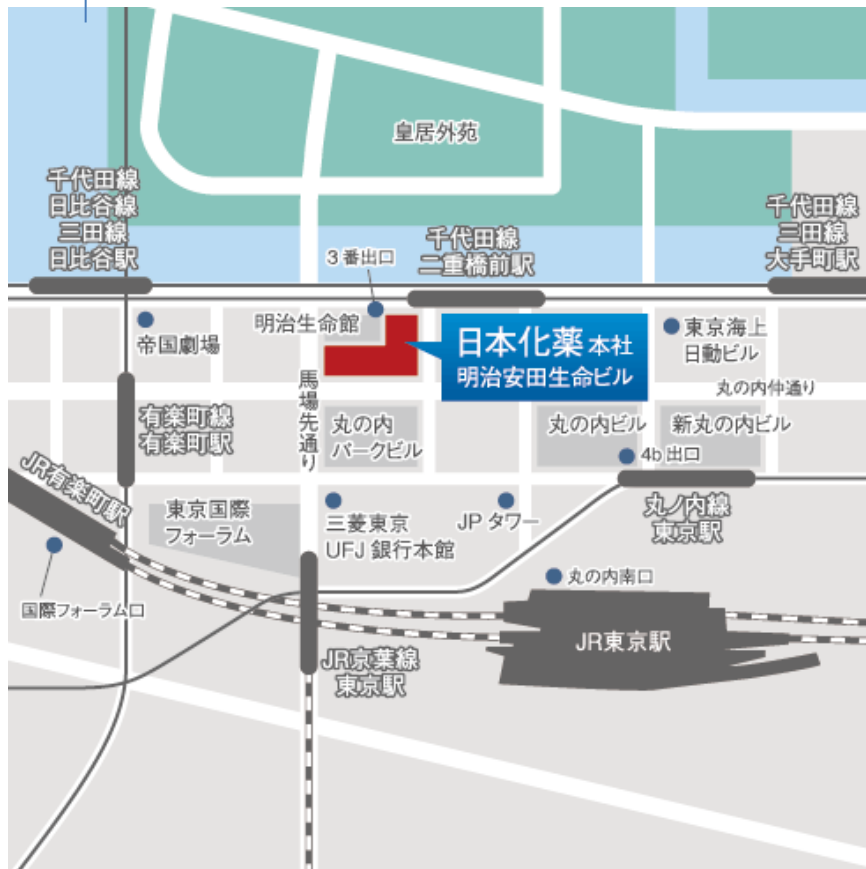 皇居外苑
千代田線
日比谷線
三田線
日比谷駅
3番出口
千代田線
二重橋前駅
千代田線
三田線
大手町駅
帝国劇場
明治生命館
日本化薬 本社
明治安田生命ビル
東京海上
日動ビル
馬場先通り
丸の内仲通り
有楽町線
有楽町駅
丸の内
パークビル
丸の内ビル
新丸の内ビル
4b出口
JR有楽町駅
東京国際
フォーラム
三菱東京
UFJ銀行本館
JPタワー
丸ノ内線
東京駅
国際フォーラム口
丸の内南口
JR東京駅
JR京葉線
東京駅